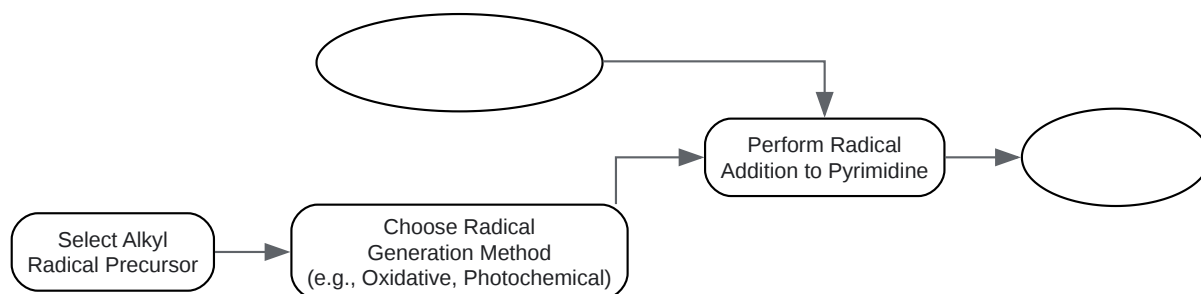 Perform Radical
Addition to Pyrimidine
Select Alkyl
Radical Precursor
Choose Radical
Generation Method
(e.g., Oxidative, Photochemical)